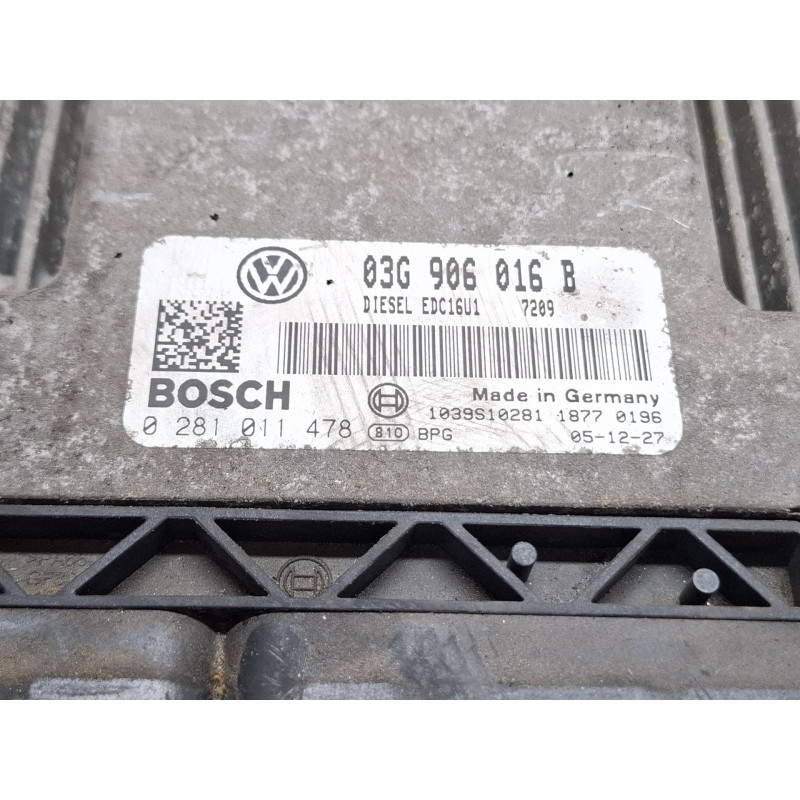 03G 906 016 B
DIESEL EDC16U1 7209
BOSCH
Made in Germany
1039S10281 1877 0196
0 281 011 478 810 BPG 05-12-27